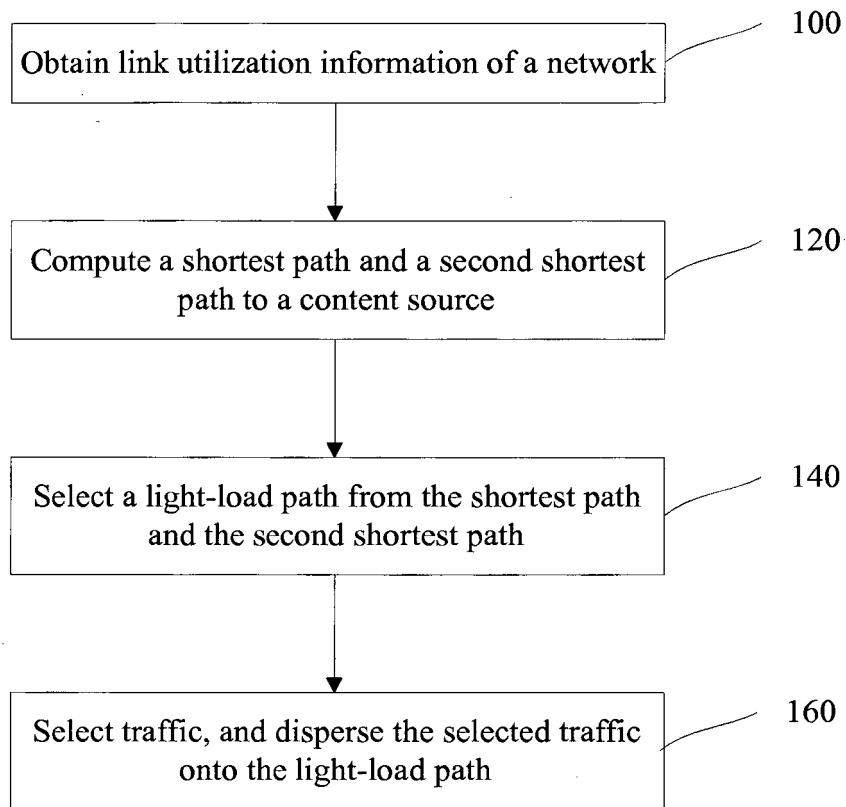 100
Obtain link utilization information of a network
120
Compute a shortest path and a second shortest
path to a content source
140
Select a light-load path from the shortest path
and the second shortest path
160
Select traffic, and disperse the selected traffic
onto the light-load path